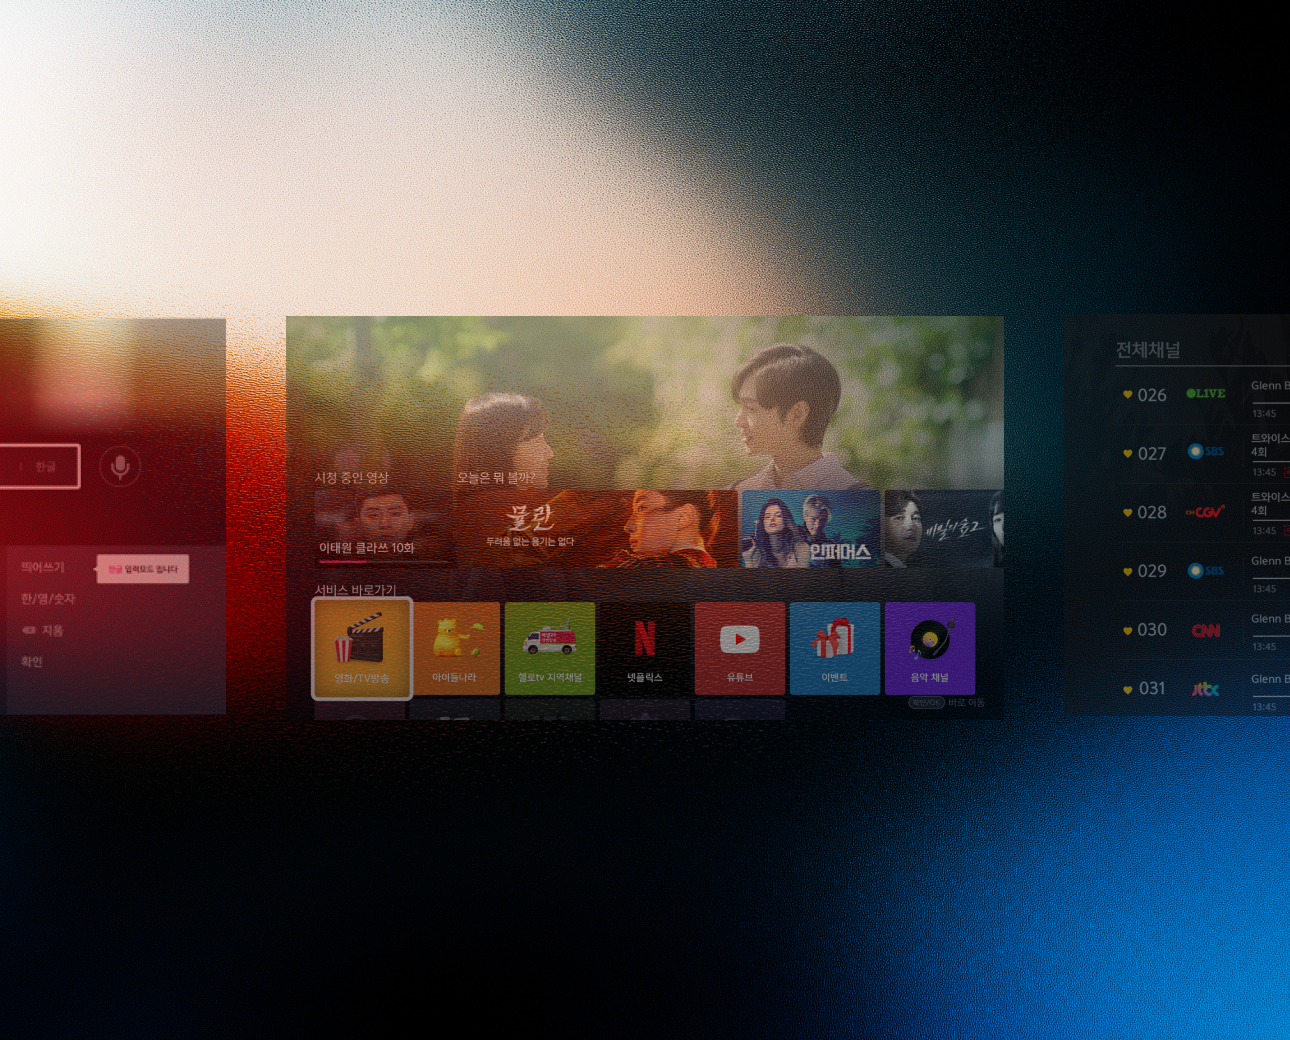 한글
띄어쓰기
한글 입력모드 입니다
한/영/숫자
지움
확인
시청 중인 영상
오늘은 뭐 볼까?
이태원 클라쓰 10화
뮬란
두려움 없는 용기는 없다
인퍼머스
비밀의 숲2
서비스 바로가기
영화/TV방송
아이들나라
헬로tv 지역채널
넷플릭스
유튜브
이벤트
음악 채널
확인/OK 바로 이동
전체채널
026
LIVE
Glenn B
13:45
027
SBS
트와이스
4회
13:45
028
CGV
트와이스
4회
13:45
029
SBS
Glenn B
13:45
030
CNN
Glenn B
13:45
031
jtbc
Glenn B
13:45